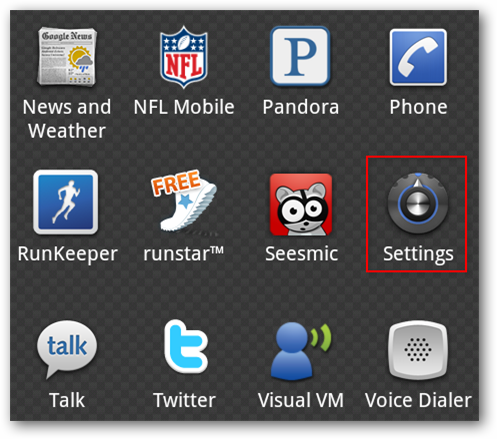 Google News
NFL
P
News and
Weather
NFL Mobile
Pandora
Phone
FREE
RunKeeper
runstar™
Seesmic
Settings
talk
t
Talk
Twitter
Visual VM
Voice Dialer